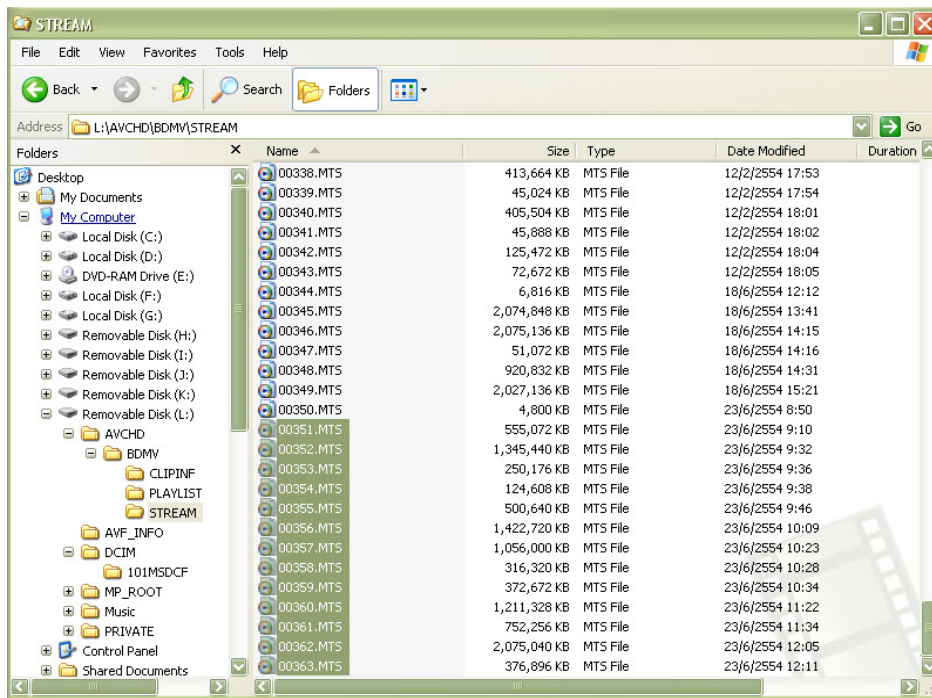 STREAM
File Edit View Favorites Tools Help
Back Search Folders
Address L:\AVCHD\BDMV\STREAM Go
Folders x Name Size Type Date Modified Duration
Desktop
My Documents
My Computer
Local Disk (C:)
Local Disk (D:)
DVD-RAM Drive (E:)
Local Disk (F:)
Local Disk (G:)
Removable Disk (H:)
Removable Disk (I:)
Removable Disk (J:)
Removable Disk (K:)
Removable Disk (L:)
AVCHD
BDMV
CLIPINF
PLAYLIST
STREAM
AVF_INFO
DCIM
101MSDCF
MP_ROOT
Music
PRIVATE
Control Panel
Shared Documents
00338.MTS 413,664 KB MTS File 12/2/2554 17:53
00339.MTS 45,024 KB MTS File 12/2/2554 17:54
00340.MTS 405,504 KB MTS File 12/2/2554 18:01
00341.MTS 45,888 KB MTS File 12/2/2554 18:02
00342.MTS 125,472 KB MTS File 12/2/2554 18:04
00343.MTS 72,672 KB MTS File 12/2/2554 18:05
00344.MTS 6,816 KB MTS File 18/6/2554 12:12
00345.MTS 2,074,848 KB MTS File 18/6/2554 13:41
00346.MTS 2,075,136 KB MTS File 18/6/2554 14:15
00347.MTS 51,072 KB MTS File 18/6/2554 14:16
00348.MTS 920,832 KB MTS File 18/6/2554 14:31
00349.MTS 2,027,136 KB MTS File 18/6/2554 15:21
00350.MTS 4,800 KB MTS File 23/6/2554 8:50
00351.MTS 555,072 KB MTS File 23/6/2554 9:10
00352.MTS 1,345,440 KB MTS File 23/6/2554 9:32
00353.MTS 250,176 KB MTS File 23/6/2554 9:36
00354.MTS 124,608 KB MTS File 23/6/2554 9:38
00355.MTS 500,640 KB MTS File 23/6/2554 9:46
00356.MTS 1,422,720 KB MTS File 23/6/2554 10:09
00357.MTS 1,056,000 KB MTS File 23/6/2554 10:23
00358.MTS 316,320 KB MTS File 23/6/2554 10:28
00359.MTS 372,672 KB MTS File 23/6/2554 10:34
00360.MTS 1,211,328 KB MTS File 23/6/2554 11:22
00361.MTS 752,256 KB MTS File 23/6/2554 11:34
00362.MTS 2,075,040 KB MTS File 23/6/2554 12:05
00363.MTS 376,896 KB MTS File 23/6/2554 12:11